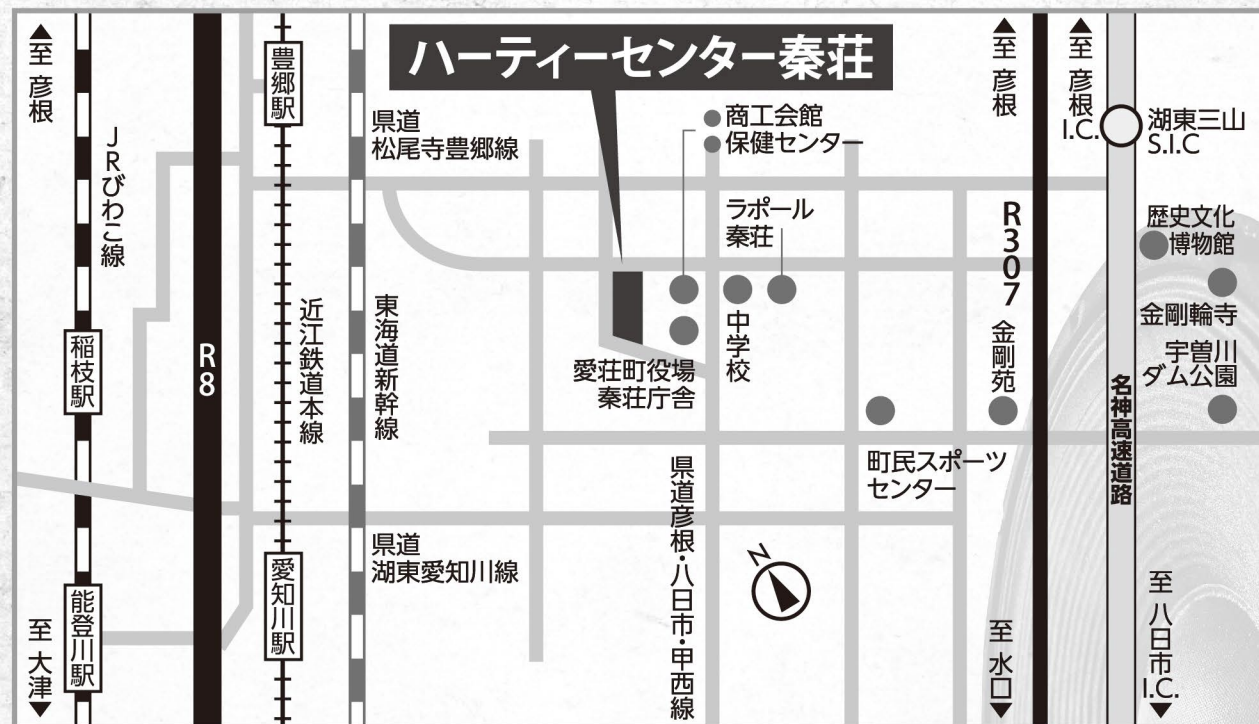 ハーティーセンター秦荘
▲至 彦根
JRびわこ線
稲枝駅
能登川駅
至 大津▼
R8
豊郷駅
近江鉄道本線
愛知川駅
県道
松尾寺豊郷線
東海道新幹線
県道
湖東愛知川線
商工会館
保健センター
ラポール
秦荘
中学校
愛荘町役場
秦荘庁舎
県道彦根・八日市・甲西線
町民スポーツ
センター
N
▲至 彦根
R307
金剛苑
至 水口▼
▲至 彦根
I.C.
湖東三山
S.I.C
歴史文化
博物館
金剛輪寺
宇曽川
ダム公園
名神高速道路
至 八日市
I.C.▼